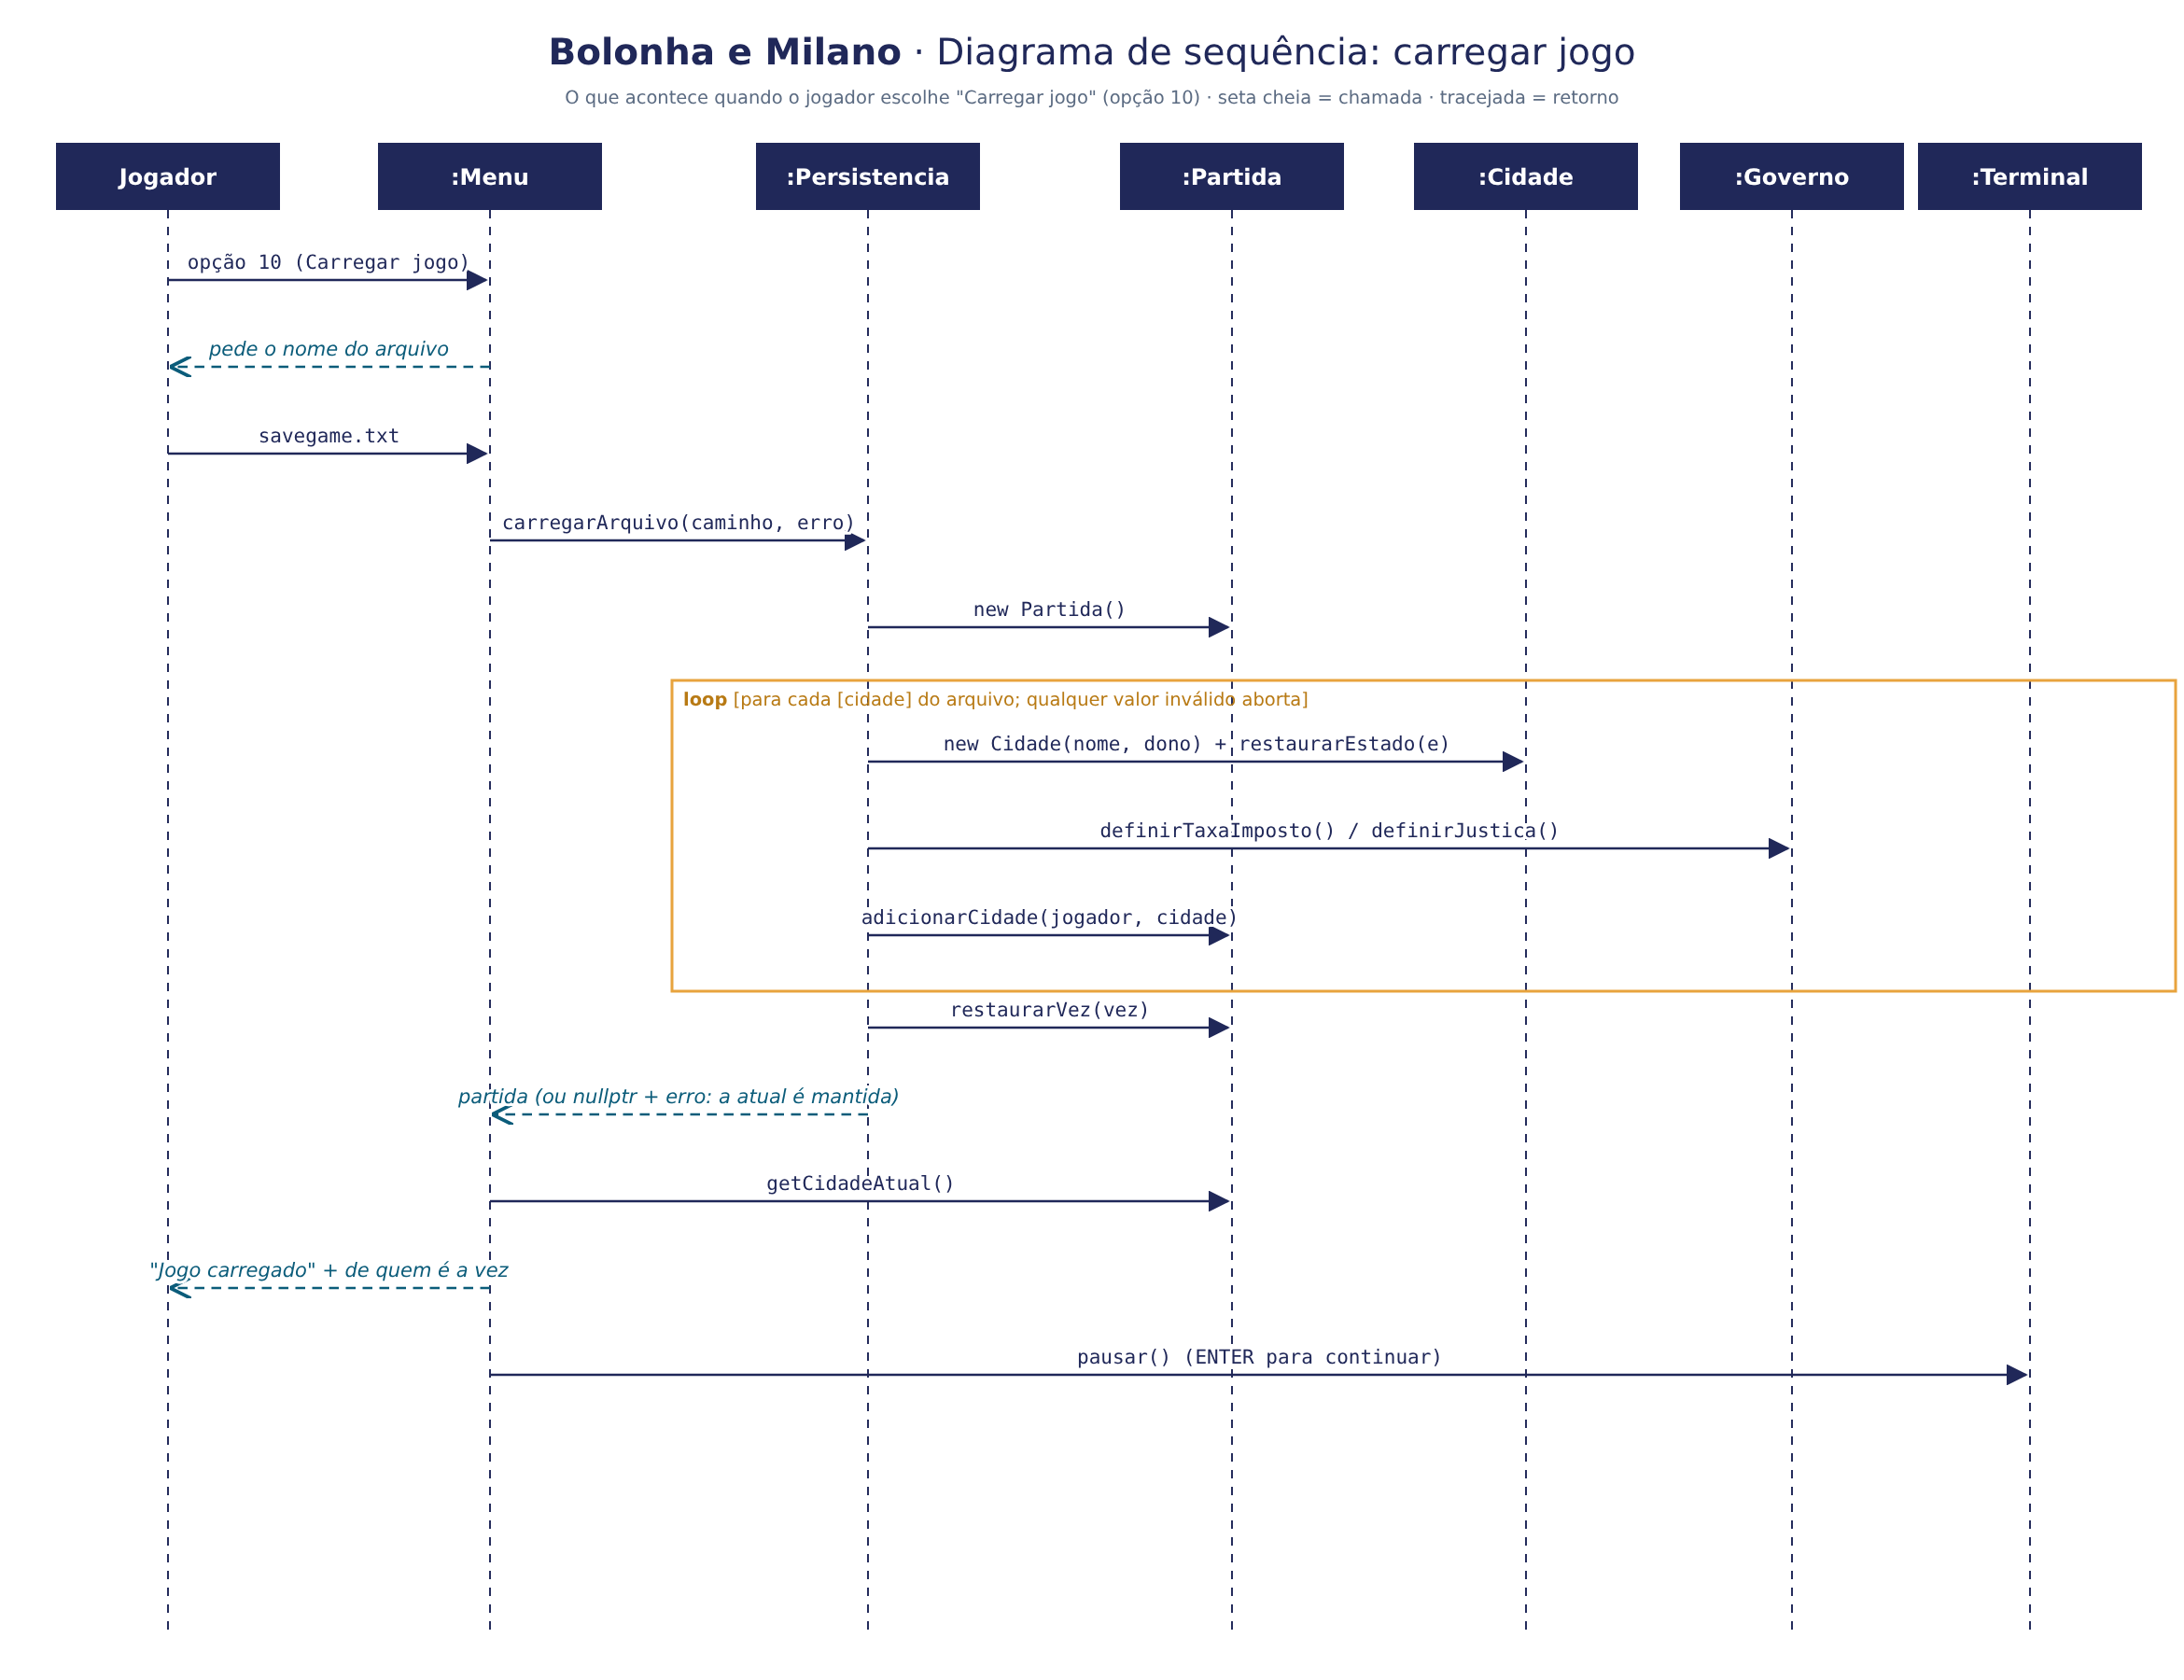 Bolonha e Milano · Diagrama de sequência: carregar jogo
O que acontece quando o jogador escolhe "Carregar jogo" (opção 10) · seta cheia = chamada · tracejada = retorno
Jogador
:Menu
:Persistencia
:Partida
:Cidade
:Governo
:Terminal
opção 10 (Carregar jogo)
pede o nome do arquivo
savegame.txt
carregarArquivo(caminho, erro)
new Partida()
loop [para cada [cidade] do arquivo; qualquer valor inválido aborta]
new Cidade(nome, dono) + restaurarEstado(e)
definirTaxaImposto() / definirJustica()
adicionarCidade(jogador, cidade)
restaurarVez(vez)
partida (ou nullptr + erro: a atual é mantida)
getCidadeAtual()
"Jogo carregado" + de quem é a vez
pausar() (ENTER para continuar)